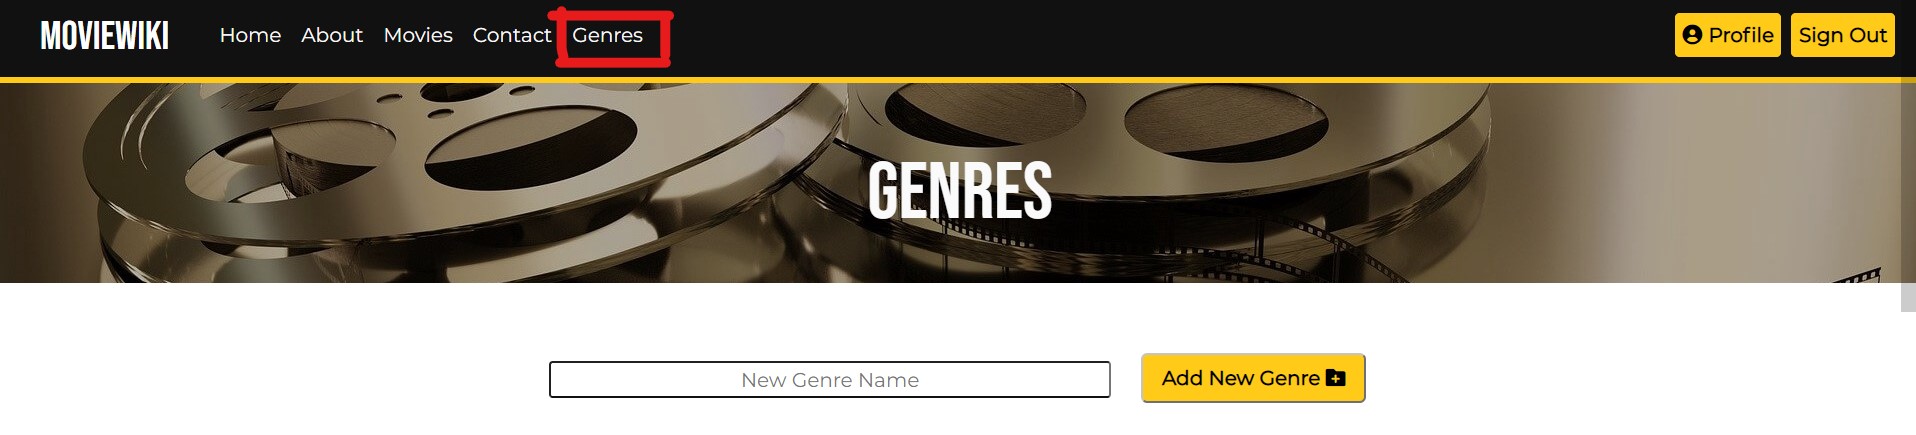 MOVIEWIKI Home About Movies Contact Genres Profile Sign Out
GENRES
New Genre Name Add New Genre